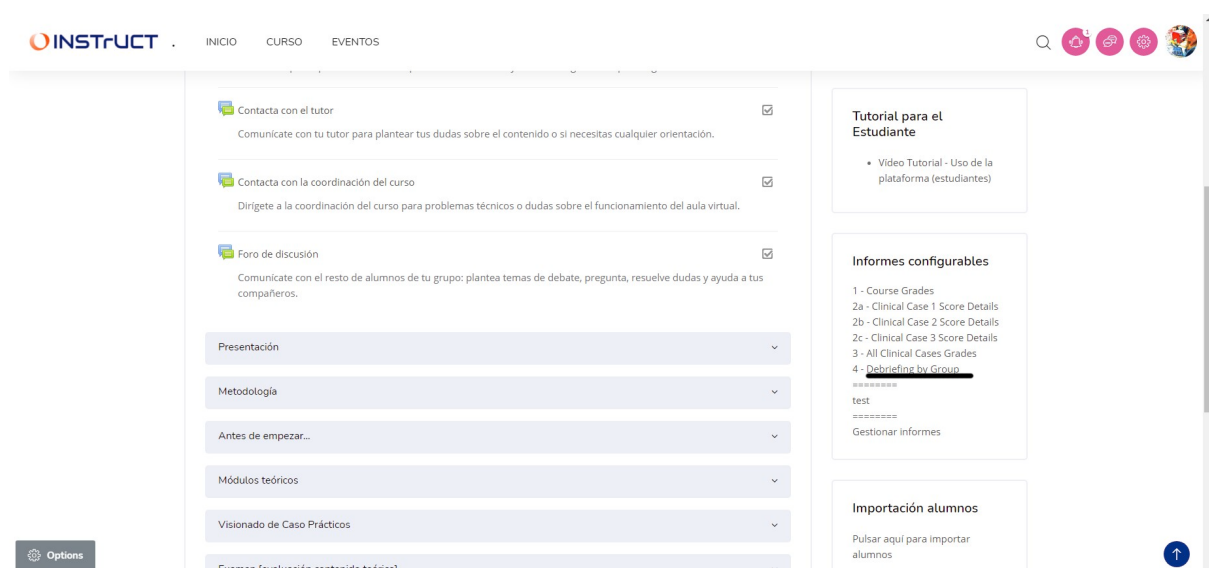 INSTrUCT .
INICIO CURSO EVENTOS
1
Contacta con el tutor
Comunícate con tu tutor para plantear tus dudas sobre el contenido o si necesitas cualquier orientación.
Contacta con la coordinación del curso
Dirígete a la coordinación del curso para problemas técnicos o dudas sobre el funcionamiento del aula virtual.
Foro de discusión
Comunícate con el resto de alumnos de tu grupo: plantea temas de debate, pregunta, resuelve dudas y ayuda a tus
compañeros.
Presentación
Metodología
Antes de empezar...
Módulos teóricos
Visionado de Caso Prácticos
Examen [evaluación contenido teórico]
Tutorial para el
Estudiante
• Vídeo Tutorial - Uso de la
plataforma (estudiantes)
Informes configurables
1 - Course Grades
2a - Clinical Case 1 Score Details
2b - Clinical Case 2 Score Details
2c - Clinical Case 3 Score Details
3 - All Clinical Cases Grades
4 - Debriefing by Group
========
test
========
Gestionar informes
Importación alumnos
Pulsar aquí para importar
alumnos
Options